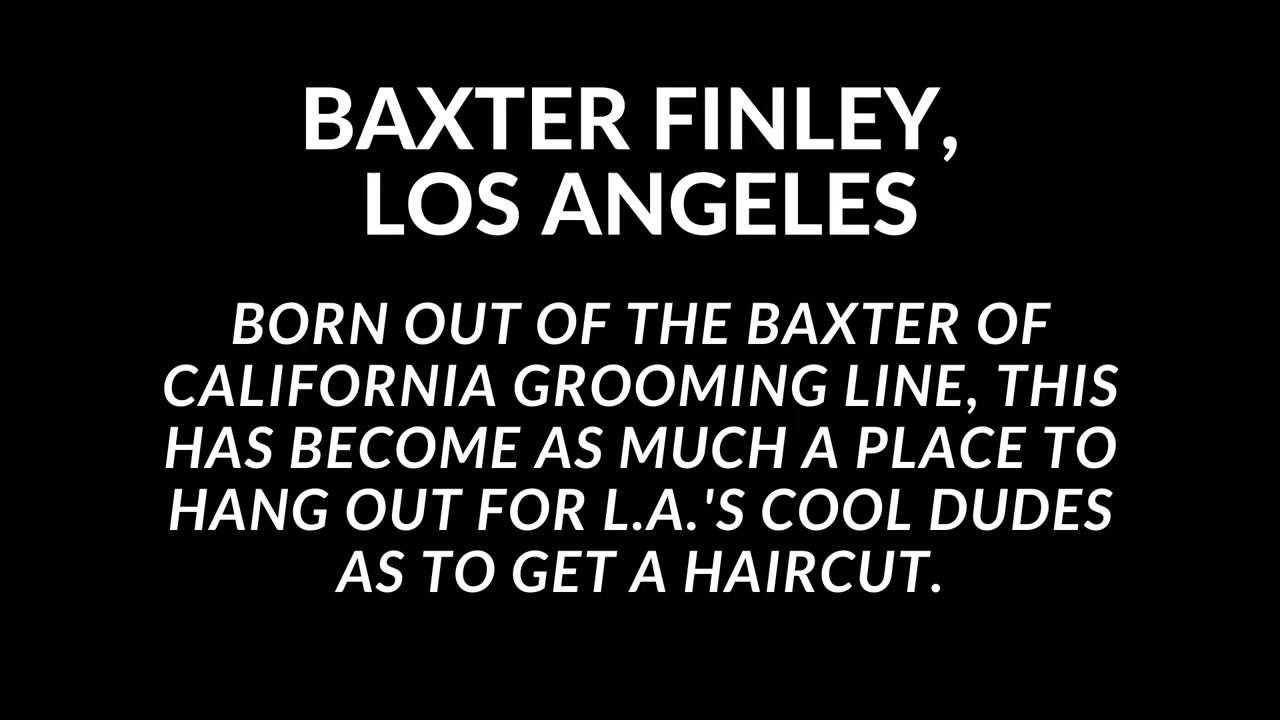 BAXTER FINLEY,
LOS ANGELES
BORN OUT OF THE BAXTER OF
CALIFORNIA GROOMING LINE, THIS
HAS BECOME AS MUCH A PLACE TO
HANG OUT FOR L.A.'S COOL DUDES
AS TO GET A HAIRCUT.